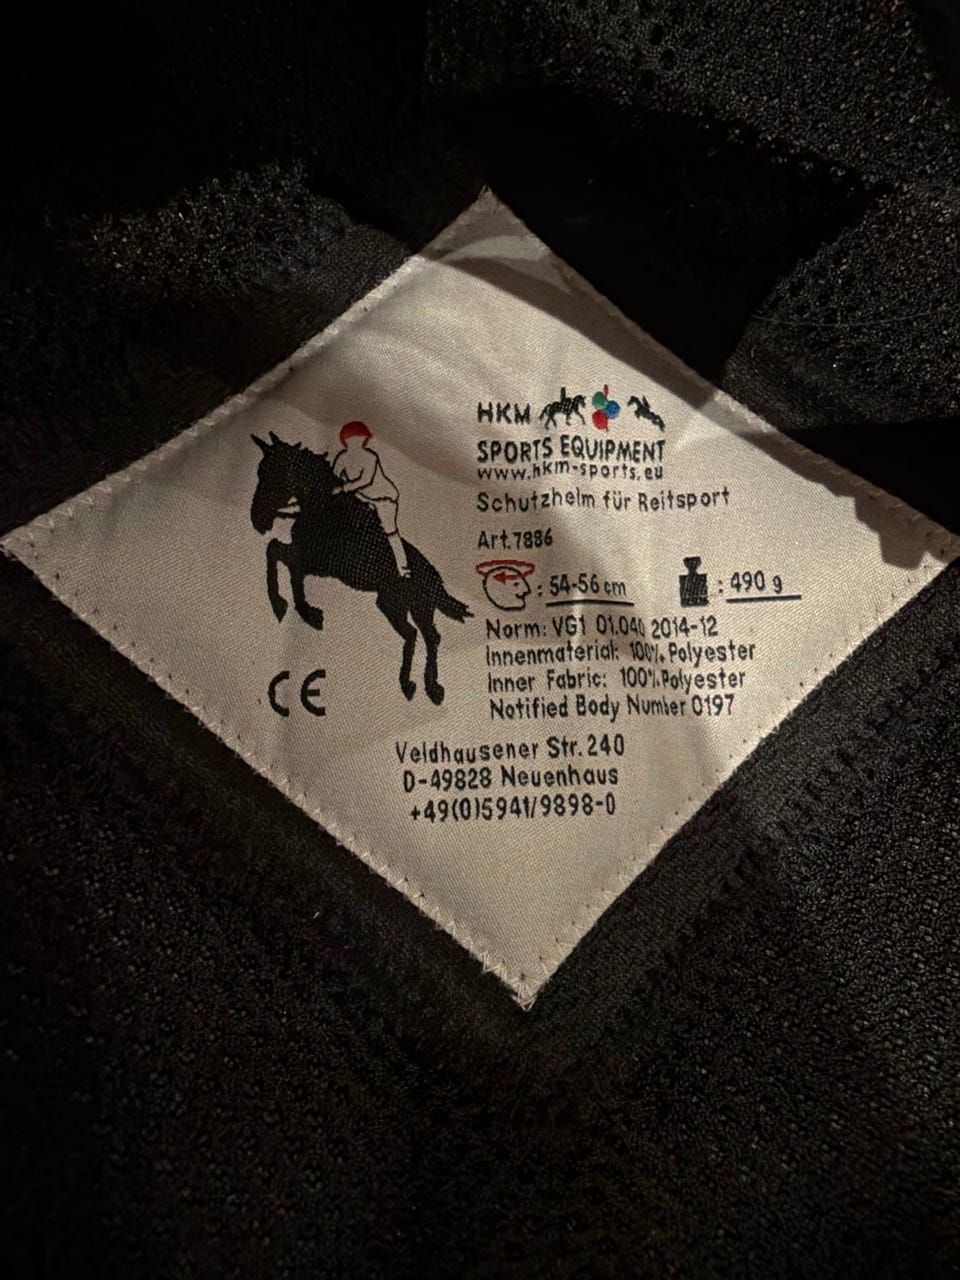 HKM
SPORTS EQUIPMENT
www.hkm-sports.eu
Schutzhelm für Reitsport
Art.7886
: 54-56 cm : 490 g
Norm: VG1 01.040 2014-12
Innenmaterial: 100% Polyester
Inner Fabric: 100% Polyester
Notified Body Number 0197
CE
Veldhausener Str. 240
D-49828 Neuenhaus
+49(0)5941/9898-0